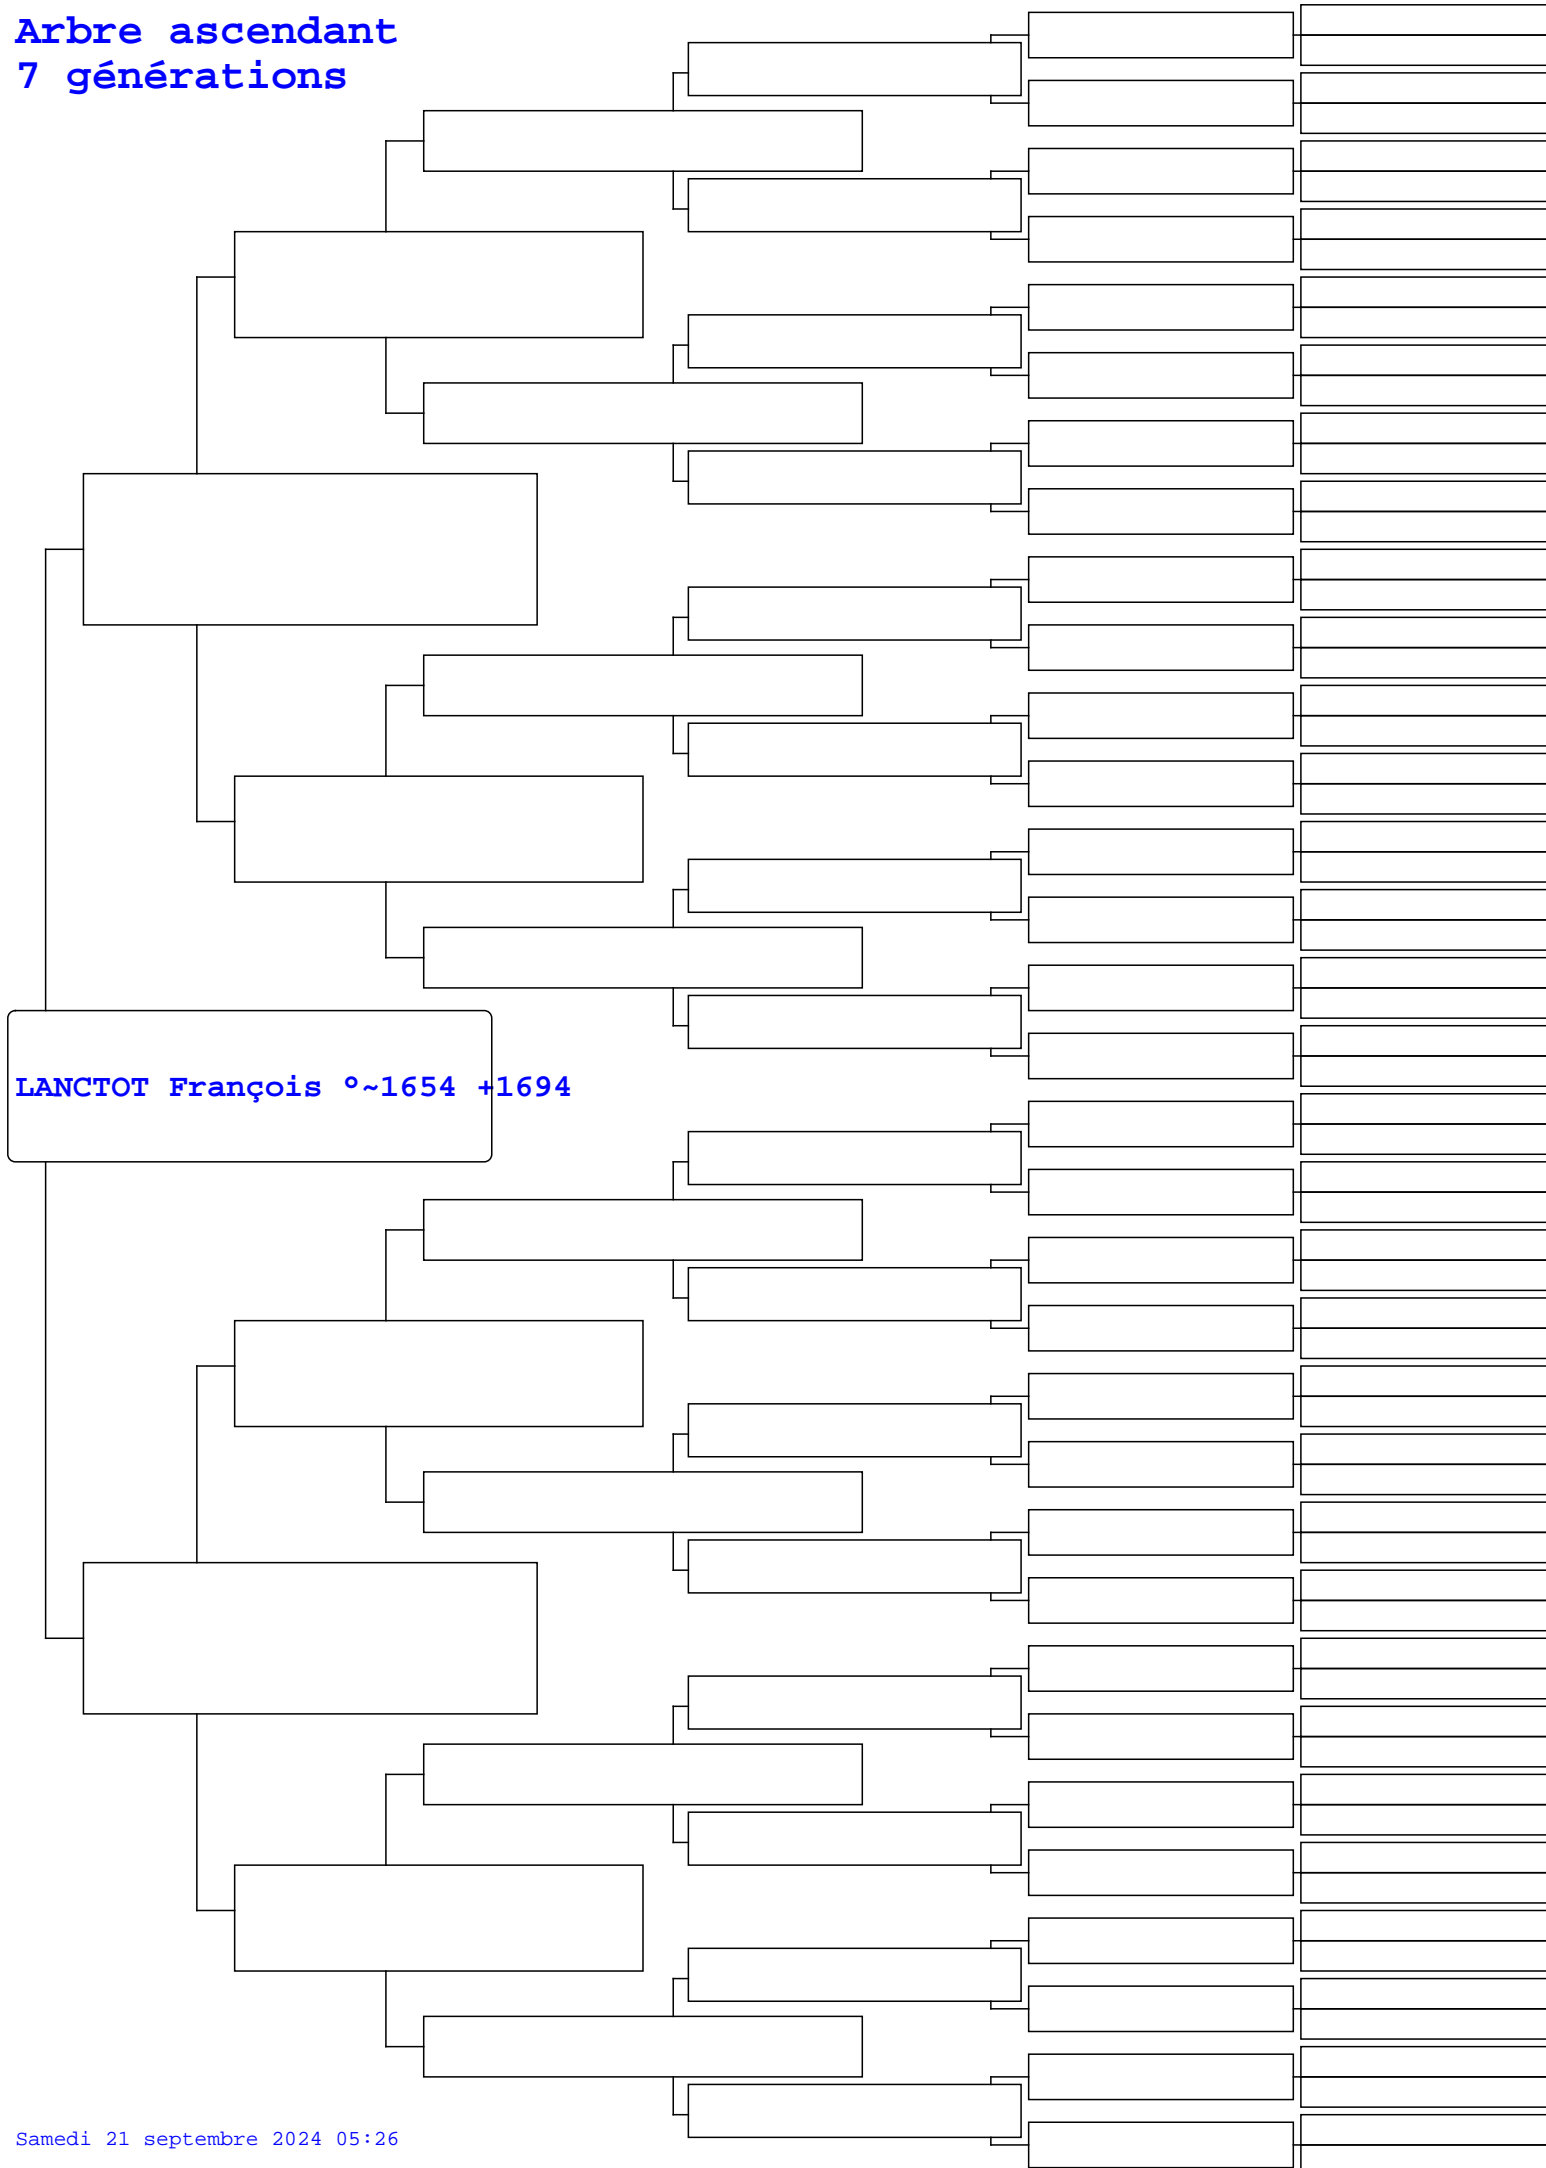 Arbre ascendant
7 générations
LANCTOT François °~1654 +1694
Samedi 21 septembre 2024 05:26